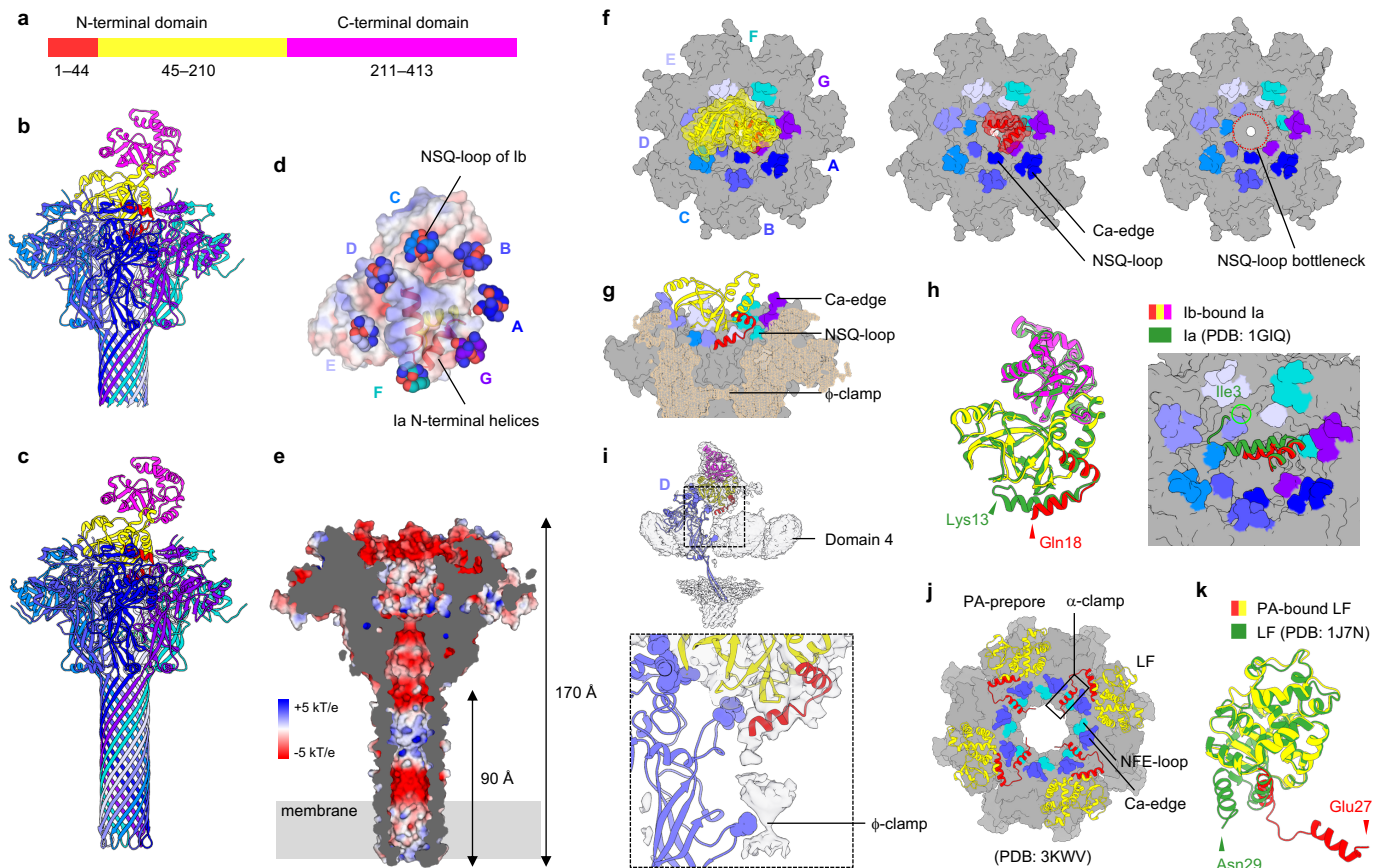 a
N-terminal domain
C-terminal domain
1–44
45–210
211–413
b
c
d
NSQ-loop of Ib
C
D
B
A
E
F
G
Ia N-terminal helices
e
+5 kT/e
-5 kT/e
membrane
90 Å
170 Å
f
F
E
G
D
A
C
B
Ca-edge
NSQ-loop
NSQ-loop bottleneck
g
Ca-edge
NSQ-loop
ϕ-clamp
h
Ib-bound Ia
Ia (PDB: 1GIQ)
Ile3
Lys13
Gln18
i
D
Domain 4
ϕ-clamp
j
PA-prepore
α-clamp
LF
NFE-loop
Ca-edge
(PDB: 3KWV)
k
PA-bound LF
LF (PDB: 1J7N)
Glu27
Asn29